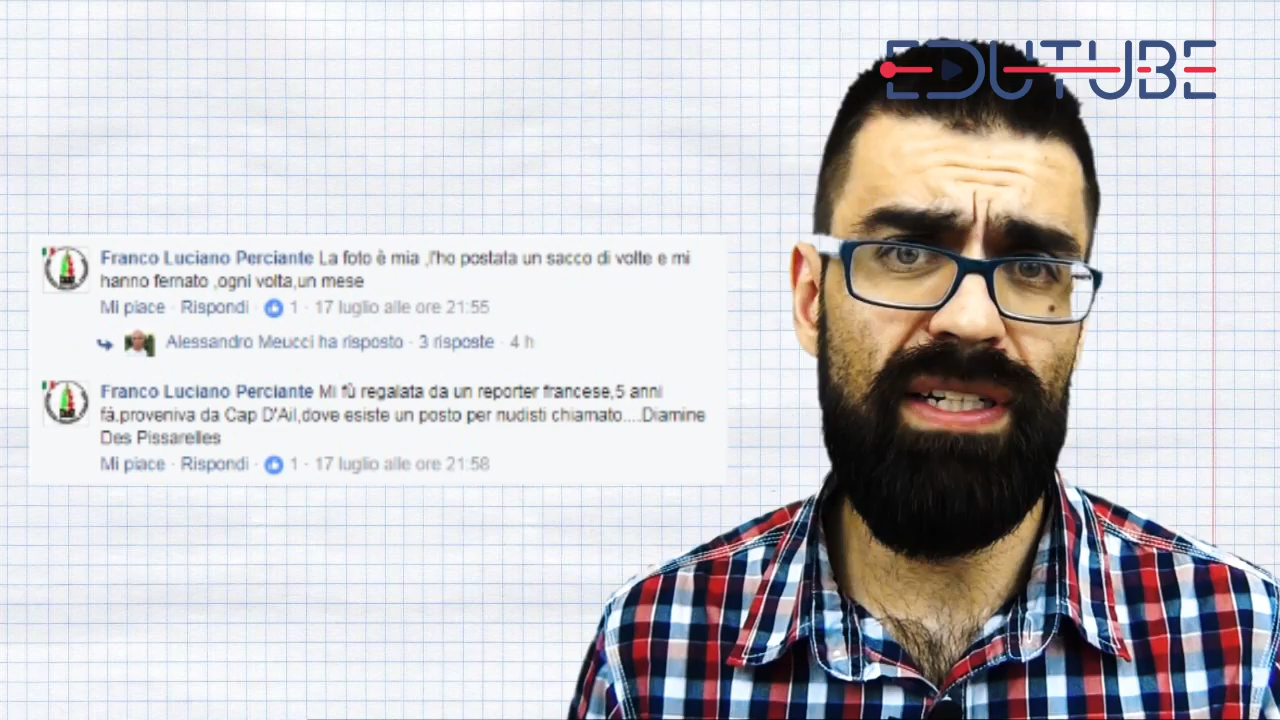 EDUTUBE
Franco Luciano Perciante La foto è mia ,l'ho postata un sacco di volte e mi
hanno fernato ,ogni volta,un mese
Mi piace · Rispondi · 1 · 17 luglio alle ore 21:55
Alessandro Meucci ha risposto · 3 risposte · 4 h
Franco Luciano Perciante Mi fù regalata da un reporter francese,5 anni
fà,proveniva da Cap D'Ail,dove esiste un posto per nudisti chiamato....Diamine
Des Pissarelles
Mi piace · Rispondi · 1 · 17 luglio alle ore 21:58